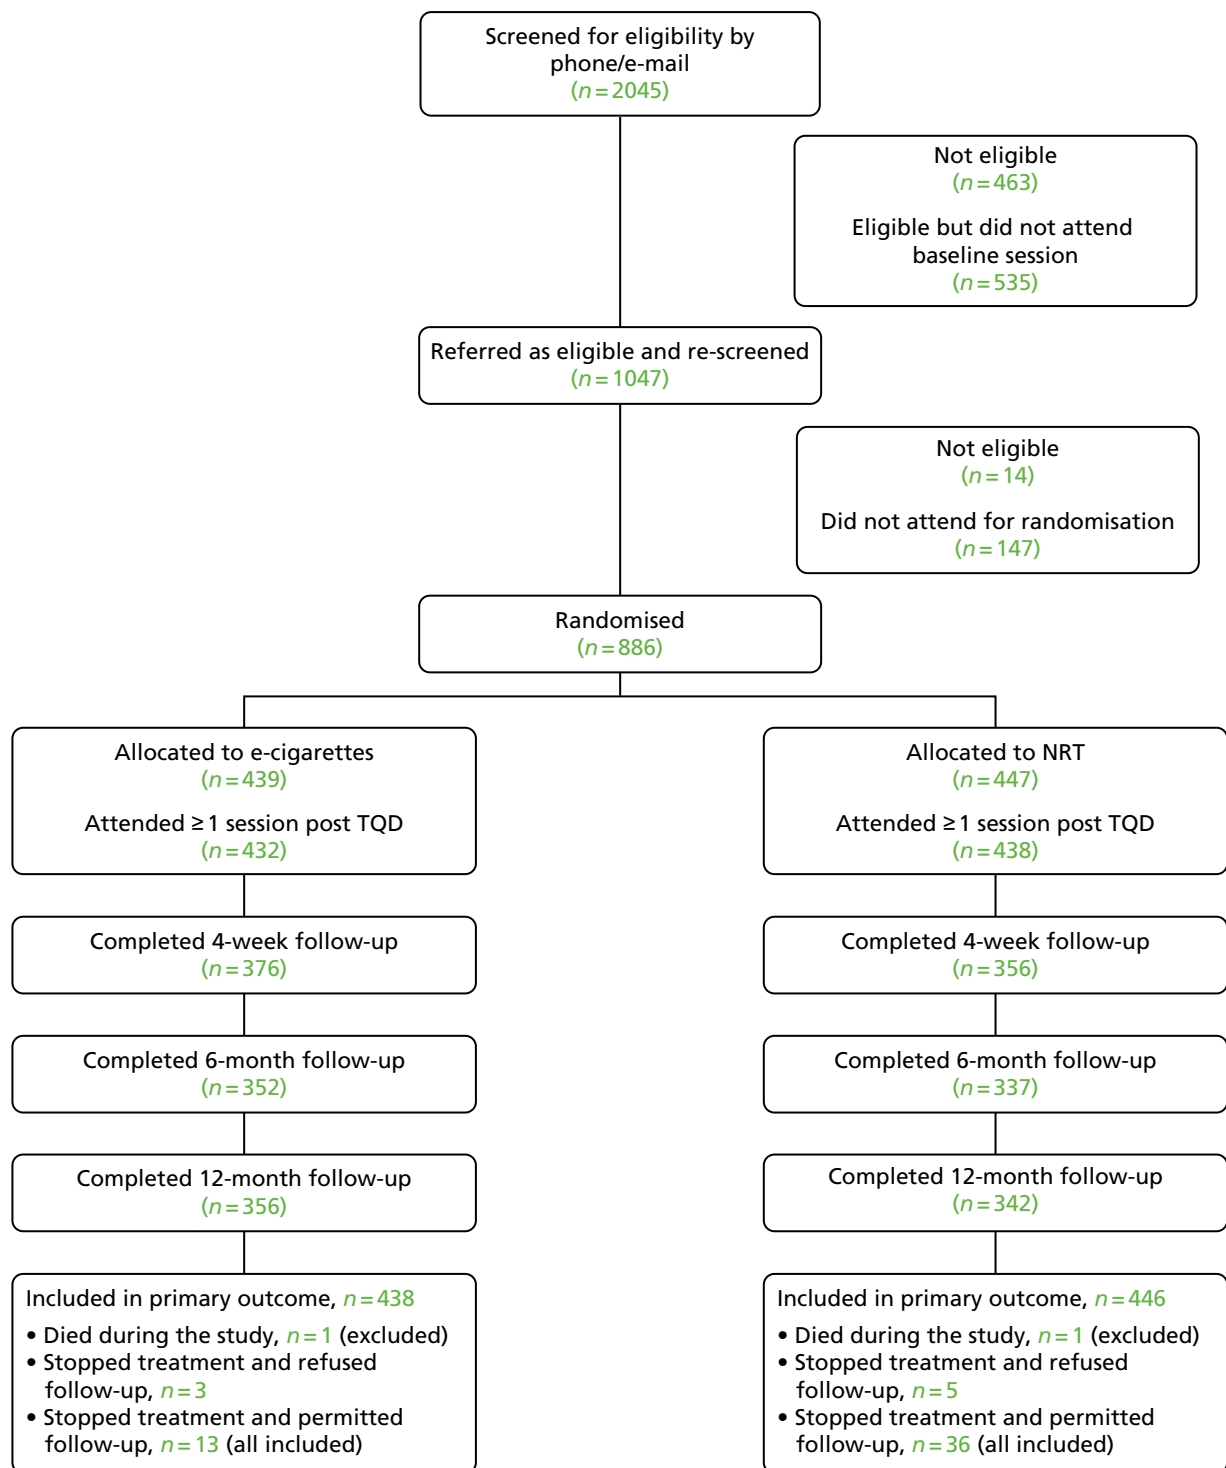 Screened for eligibility by
phone/e-mail
(n = 2045)
Not eligible
(n = 463)
Eligible but did not attend
baseline session
(n = 535)
Referred as eligible and re-screened
(n = 1047)
Not eligible
(n = 14)
Did not attend for randomisation
(n = 147)
Randomised
(n = 886)
Allocated to e-cigarettes
(n = 439)
Attended ≥ 1 session post TQD
(n = 432)
Allocated to NRT
(n = 447)
Attended ≥ 1 session post TQD
(n = 438)
Completed 4-week follow-up
(n = 376)
Completed 4-week follow-up
(n = 356)
Completed 6-month follow-up
(n = 352)
Completed 6-month follow-up
(n = 337)
Completed 12-month follow-up
(n = 356)
Completed 12-month follow-up
(n = 342)
Included in primary outcome, n = 438
• Died during the study, n = 1 (excluded)
• Stopped treatment and refused
follow-up, n = 3
• Stopped treatment and permitted
follow-up, n = 13 (all included)
Included in primary outcome, n = 446
• Died during the study, n = 1 (excluded)
• Stopped treatment and refused
follow-up, n = 5
• Stopped treatment and permitted
follow-up, n = 36 (all included)